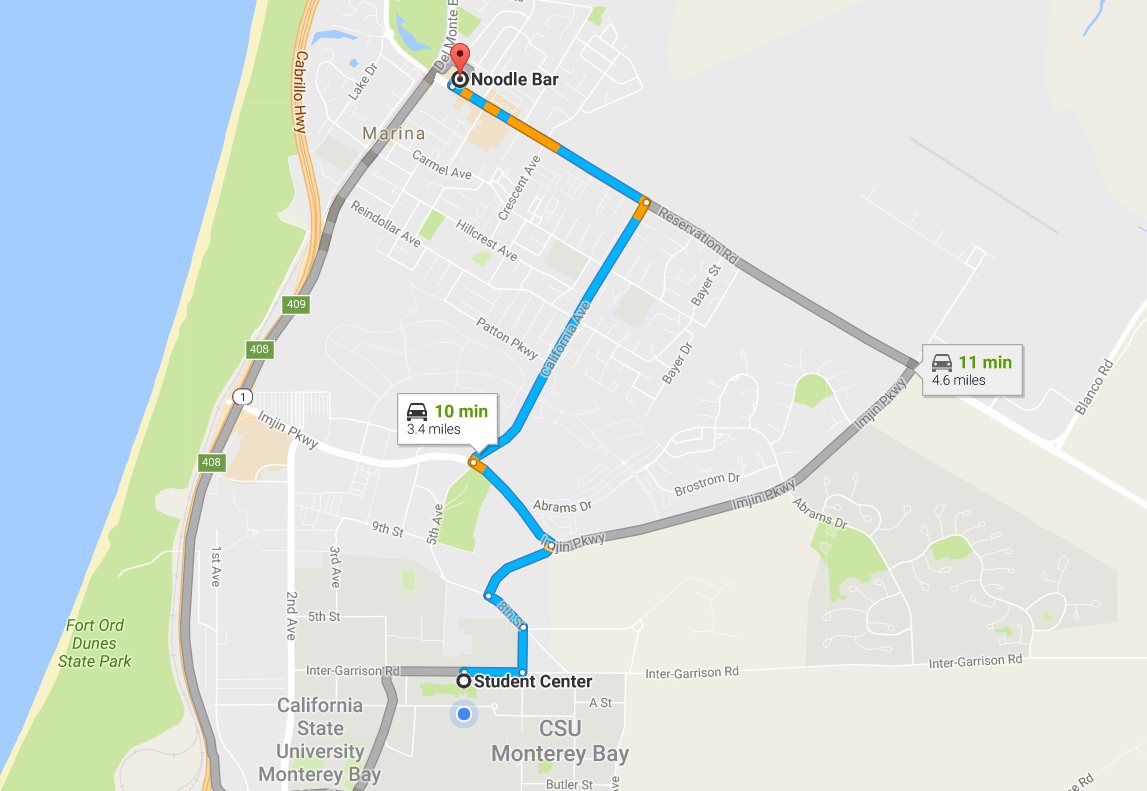 Del Monte B
Noodle Bar
Cabrillo Hwy
Lake Dr
Marina
Carmel Ave
Crescent Ave
Reindollar Ave
Hillcrest Ave
Reservation Rd
Bayer St
409
California Ave
Patton Pkwy
408
Bayer Dr
11 min
4.6 miles
Blanco Rd
1
Imjin Pkwy
10 min
3.4 miles
Imjin Pkwy
408
Brostrom Dr
Imjin Pkwy
Abrams Dr
5th Ave
Abrams Dr
9th St
Imjin Pkwy
1st Ave
3rd Ave
2nd Ave
8th St
5th St
Fort Ord
Dunes
State Park
Inter-Garrison Rd
Inter-Garrison Rd
Inter-Garrison Rd
Student Center
A St
California
State
University
Monterey Bay
CSU
Monterey Bay
Butler St